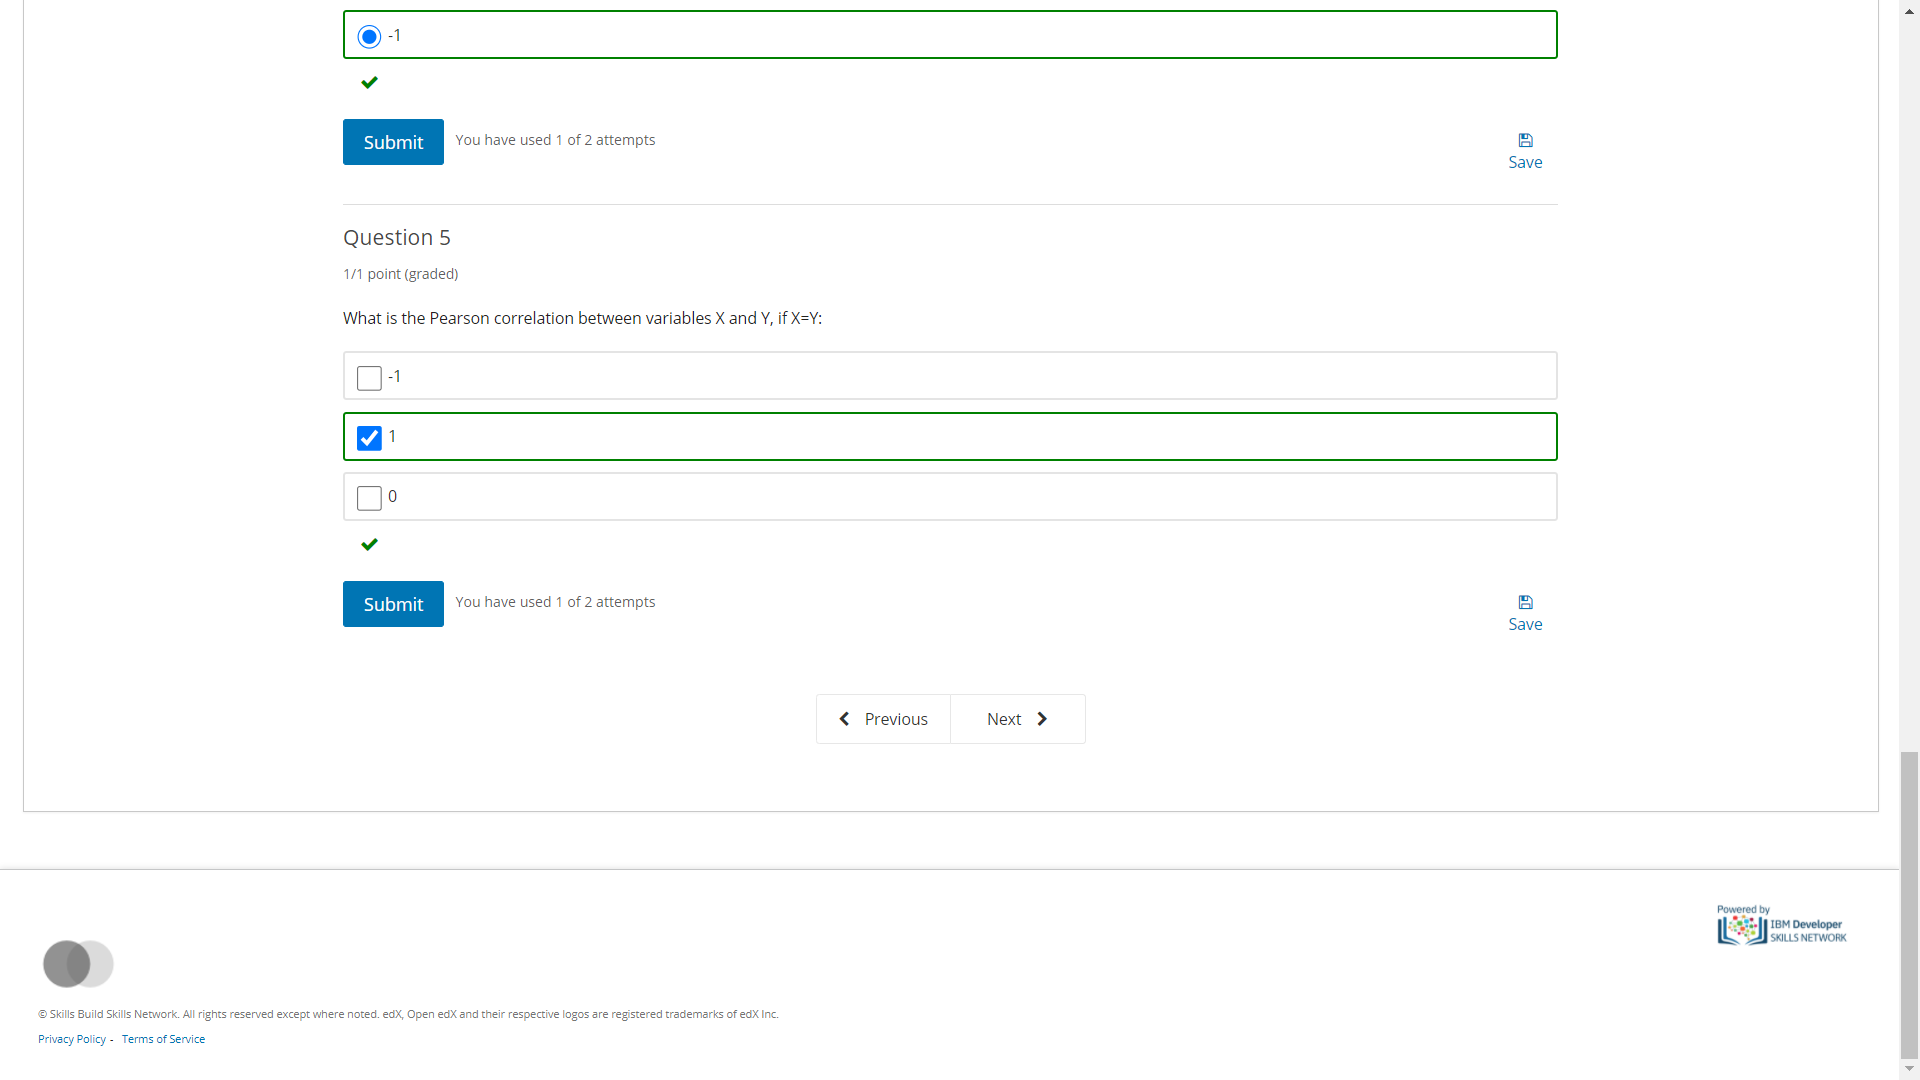 -1
Submit
You have used 1 of 2 attempts
Save
Question 5
1/1 point (graded)
What is the Pearson correlation between variables X and Y, if X=Y:
-1
1
0
Submit
You have used 1 of 2 attempts
Save
Previous
Next
Powered by
IBM Developer
SKILLS NETWORK
© Skills Build Skills Network. All rights reserved except where noted. edX, Open edX and their respective logos are registered trademarks of edX Inc.
Privacy Policy - Terms of Service